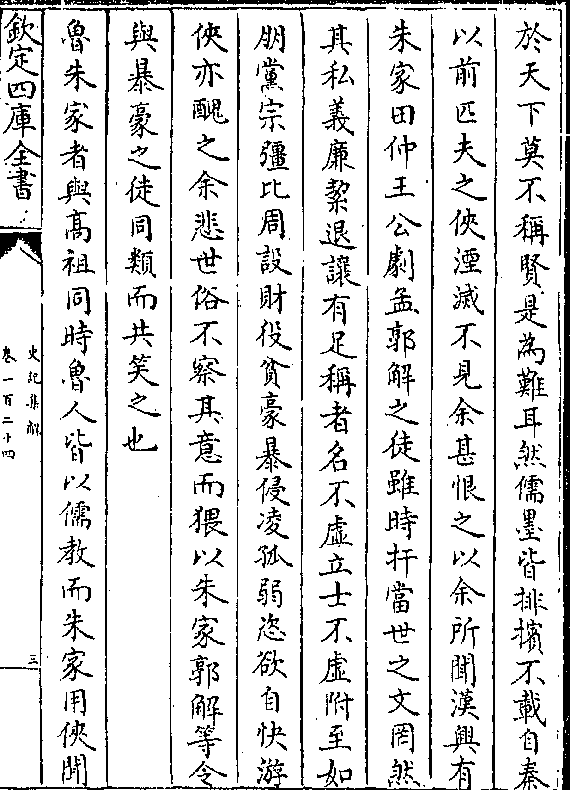 於天下莫不稱賢是為難耳然儒墨皆排擯不載自秦
以前匹夫之俠湮滅不見余甚恨之以余所聞漢興有
朱家田仲王公劇孟郭解之徒雖時扞當世之文罔然
其私義廉絜退讓有足稱者名不虛立士不虛附至如
朋黨宗彊比周設財役貧豪暴侵凌孤弱恣欲自快游
俠亦醜之余悲世俗不察其意而猥以朱家郭解等令
與暴豪之徒同類而共笑之也
魯朱家者與髙祖同時魯人皆以儒教而朱家用俠聞
欽定四庫全書
史記集解
卷一百二十四
三